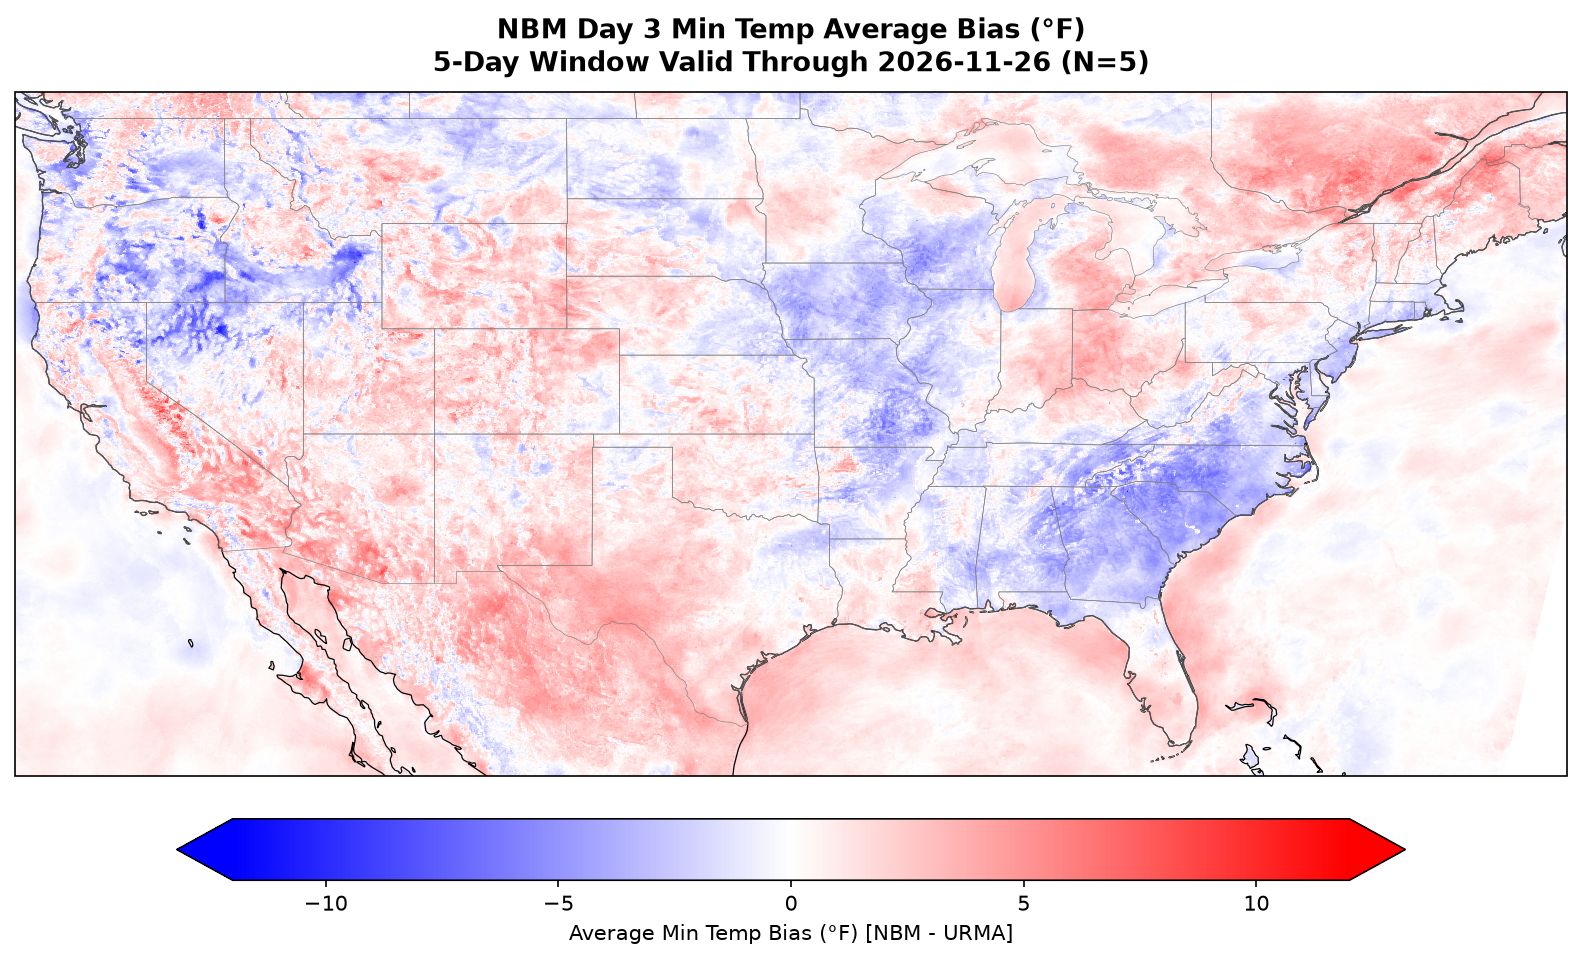 NBM Day 3 Min Temp Average Bias (°F)
5-Day Window Valid Through 2026-11-26 (N=5)
−10 −5 0 5 10
Average Min Temp Bias (°F) [NBM - URMA]